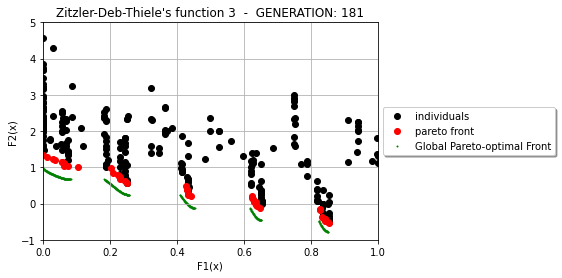 Zitzler-Deb-Thiele's function 3 - GENERATION: 181
5
4
3
2
1
0
−1
F2(x)
0.0 0.2 0.4 0.6 0.8 1.0
F1(x)
individuals
pareto front
Global Pareto-optimal Front